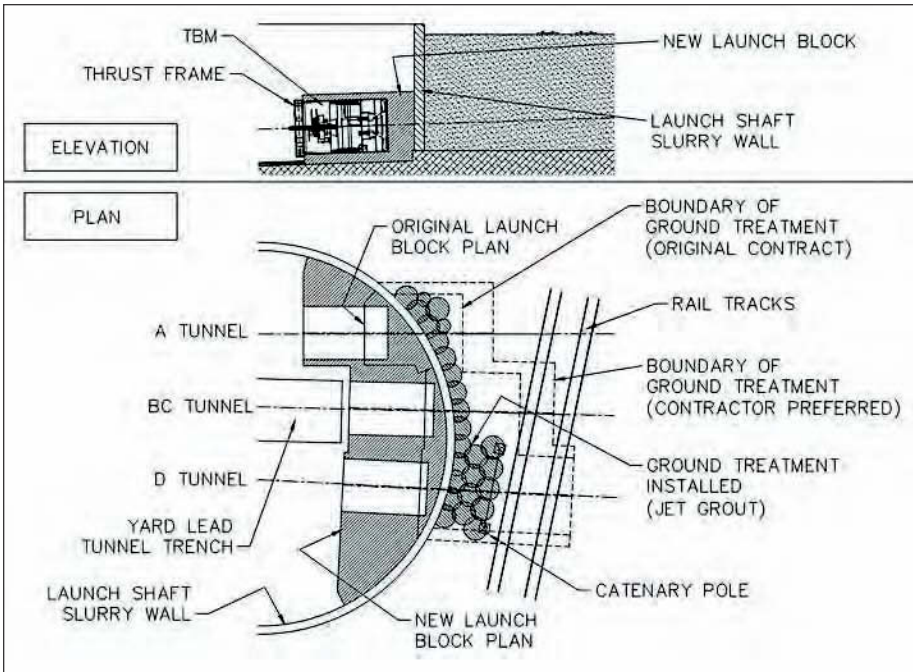 TBM
THRUST FRAME
NEW LAUNCH BLOCK
LAUNCH SHAFT
SLURRY WALL
ELEVATION
PLAN
ORIGINAL LAUNCH
BLOCK PLAN
BOUNDARY OF
GROUND TREATMENT
(ORIGINAL CONTRACT)
RAIL TRACKS
A TUNNEL
BOUNDARY OF
GROUND TREATMENT
(CONTRACTOR PREFERRED)
BC TUNNEL
GROUND TREATMENT
INSTALLED
(JET GROUT)
D TUNNEL
YARD LEAD
TUNNEL TRENCH
CATENARY POLE
LAUNCH SHAFT
SLURRY WALL
NEW LAUNCH
BLOCK PLAN